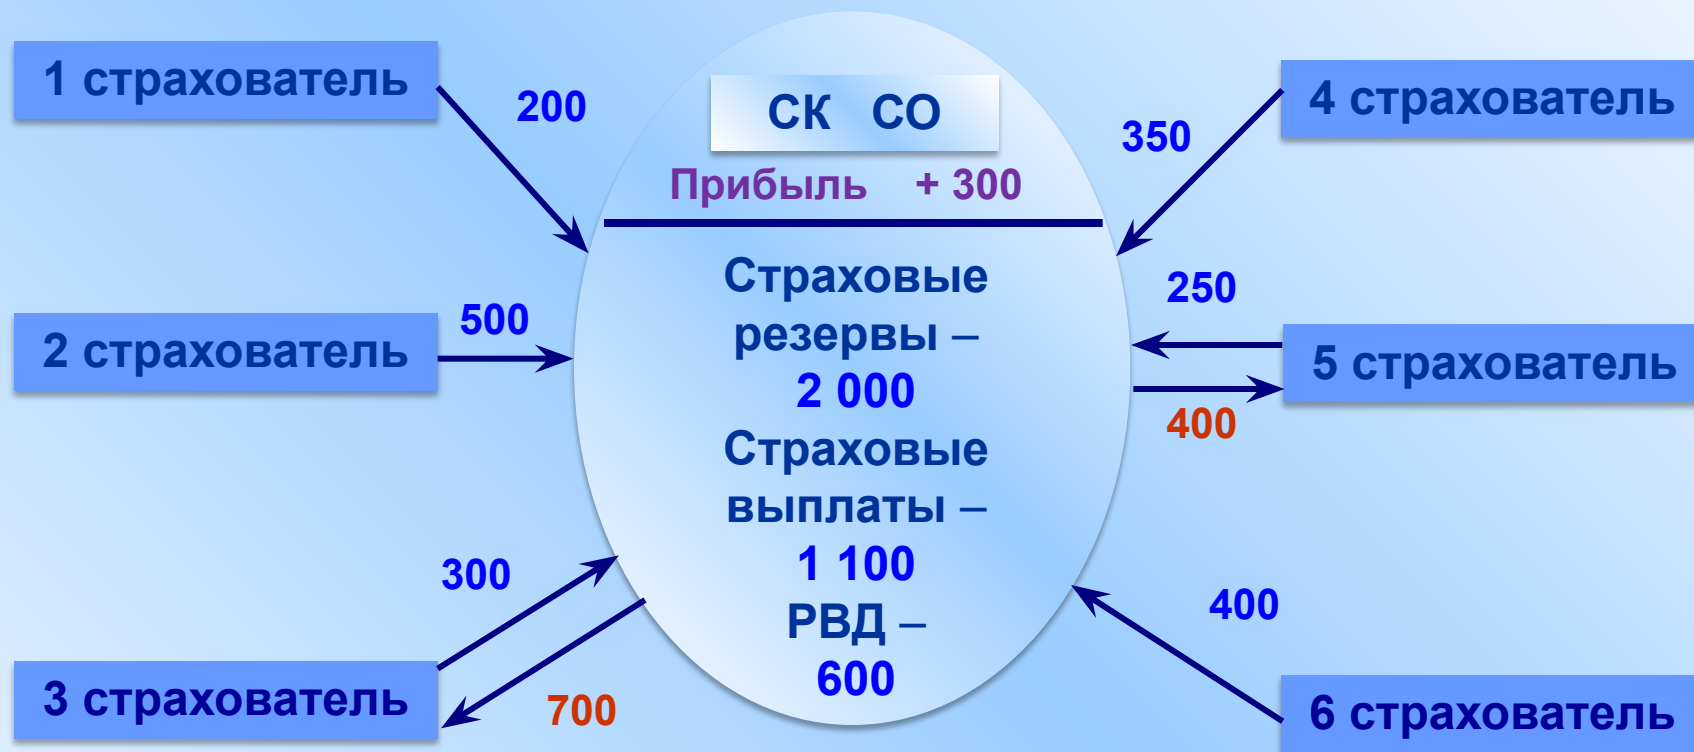 1 страхователь
200
2 страхователь
500
3 страхователь
300
700
СК СО
Прибыль + 300
Страховые
резервы –
2 000
Страховые
выплаты –
1 100
РВД –
600
4 страхователь
350
5 страхователь
250
400
6 страхователь
400